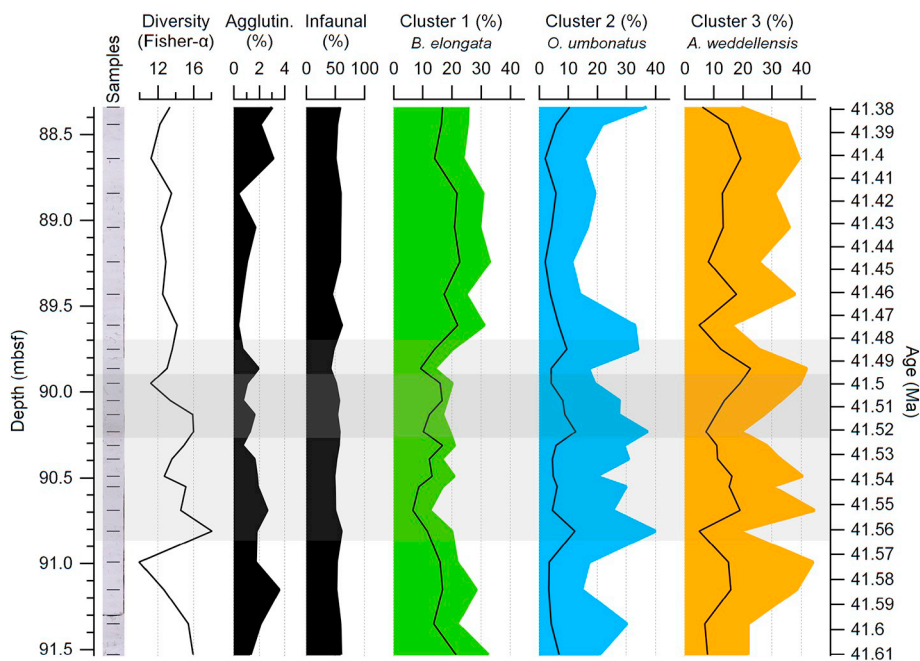 Samples
Diversity
(Fisher-α)
12 16
Agglutin.
(%)
0 2 4
Infaunal
(%)
0 50 100
Cluster 1 (%)
B. elongata
0 10 20 30 40
Cluster 2 (%)
O. umbonatus
0 20 40
Cluster 3 (%)
A. weddellensis
0 10 20 30 40
Depth (mbsf)
88.5
89.0
89.5
90.0
90.5
91.0
91.5
Age (Ma)
41.38
41.39
41.4
41.41
41.42
41.43
41.44
41.45
41.46
41.47
41.48
41.49
41.5
41.51
41.52
41.53
41.54
41.55
41.56
41.57
41.58
41.59
41.6
41.61